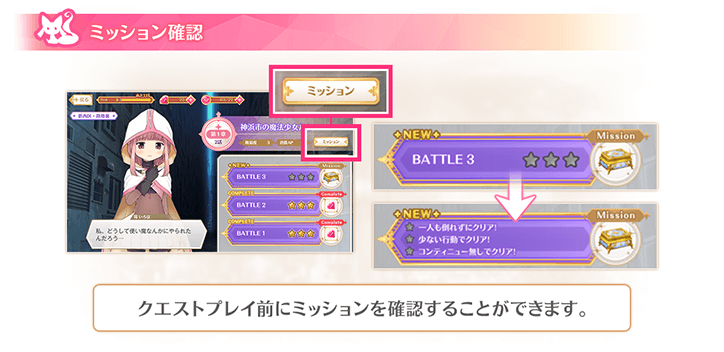 ミッション確認
ミッション
戻る
第1章
2話
神浜市の魔法少女
ミッション
NEW
Mission
BATTLE 3
COMPLETE
Complete
BATTLE 2
COMPLETE
Complete
BATTLE 1
私、どうして使い魔なんかにやられた
んだろう…
NEW
Mission
BATTLE 3
NEW
Mission
一人も倒れずにクリア!
少ない行動でクリア!
コンティニュー無しでクリア!
クエストプレイ前にミッションを確認することができます。